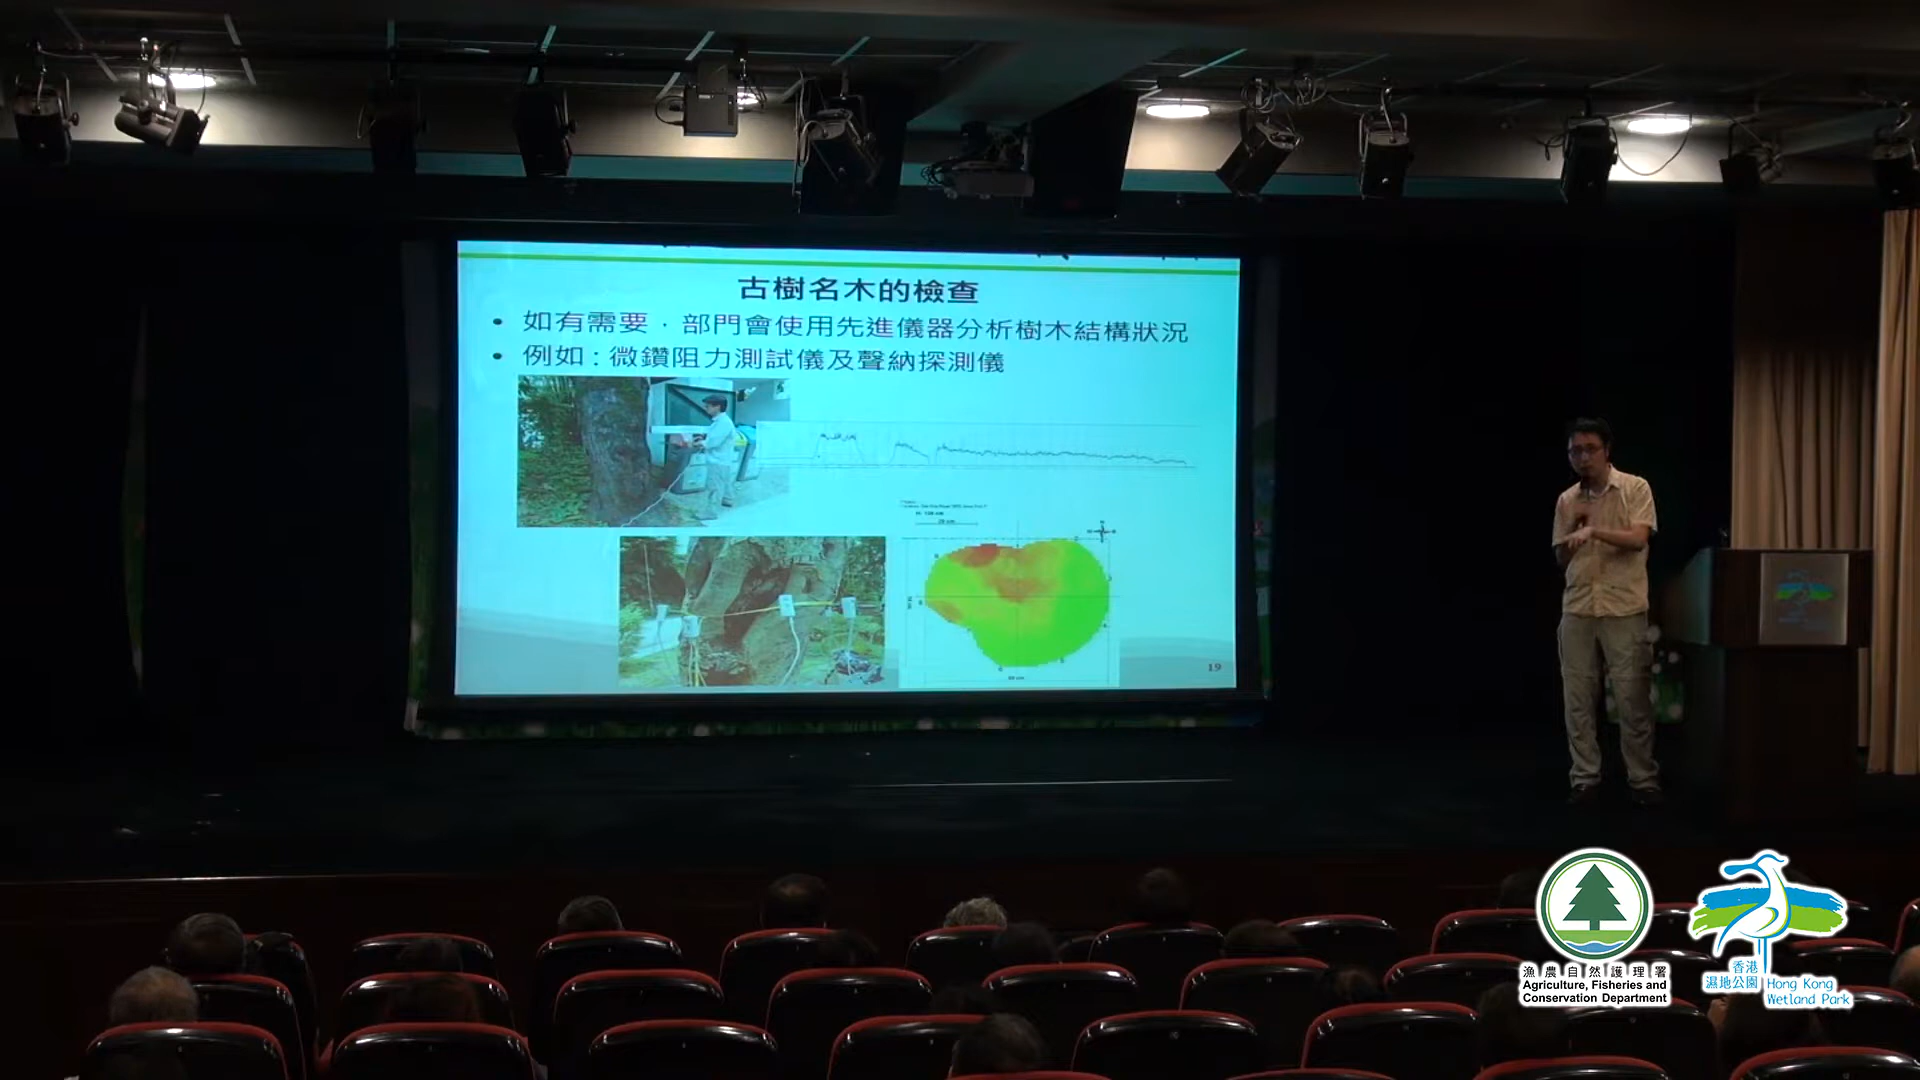 古樹名木的檢查
• 如有需要，部門會使用先進儀器分析樹木結構狀況
• 例如 : 微鑽阻力測試儀及聲納探測儀
19
漁農自然護理署
Agriculture, Fisheries and
Conservation Department
香港
濕地公園
Hong Kong
Wetland Park